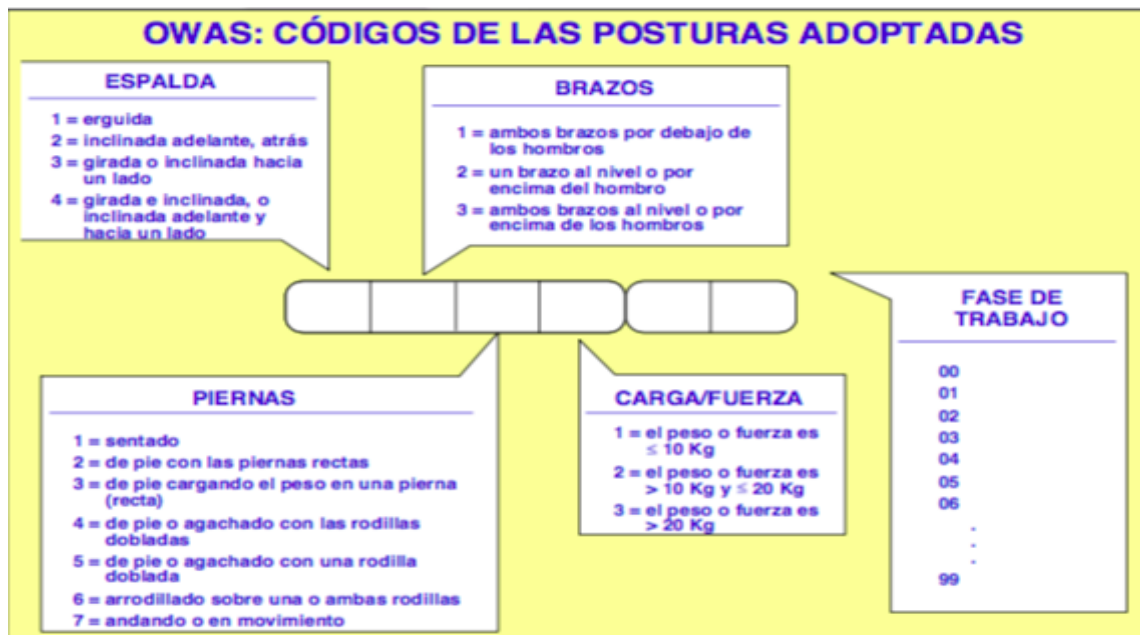 OWAS: CÓDIGOS DE LAS POSTURAS ADOPTADAS
ESPALDA
1 = erguida
2 = inclinada adelante, atrás
3 = girada o inclinada hacia
un lado
4 = girada e inclinada, o
inclinada adelante y
hacia un lado
BRAZOS
1 = ambos brazos por debajo de
los hombros
2 = un brazo al nivel o por
encima del hombro
3 = ambos brazos al nivel o por
encima de los hombros
PIERNAS
1 = sentado
2 = de pie con las piernas rectas
3 = de pie cargando el peso en una pierna
(recta)
4 = de pie o agachado con las rodillas
dobladas
5 = de pie o agachado con una rodilla
doblada
6 = arrodillado sobre una o ambas rodillas
7 = andando o en movimiento
CARGA/FUERZA
1 = el peso o fuerza es
≤ 10 Kg
2 = el peso o fuerza es
> 10 Kg y ≤ 20 Kg
3 = el peso o fuerza es
> 20 Kg
FASE DE
TRABAJO
00
01
02
03
04
05
06
.
.
.
99